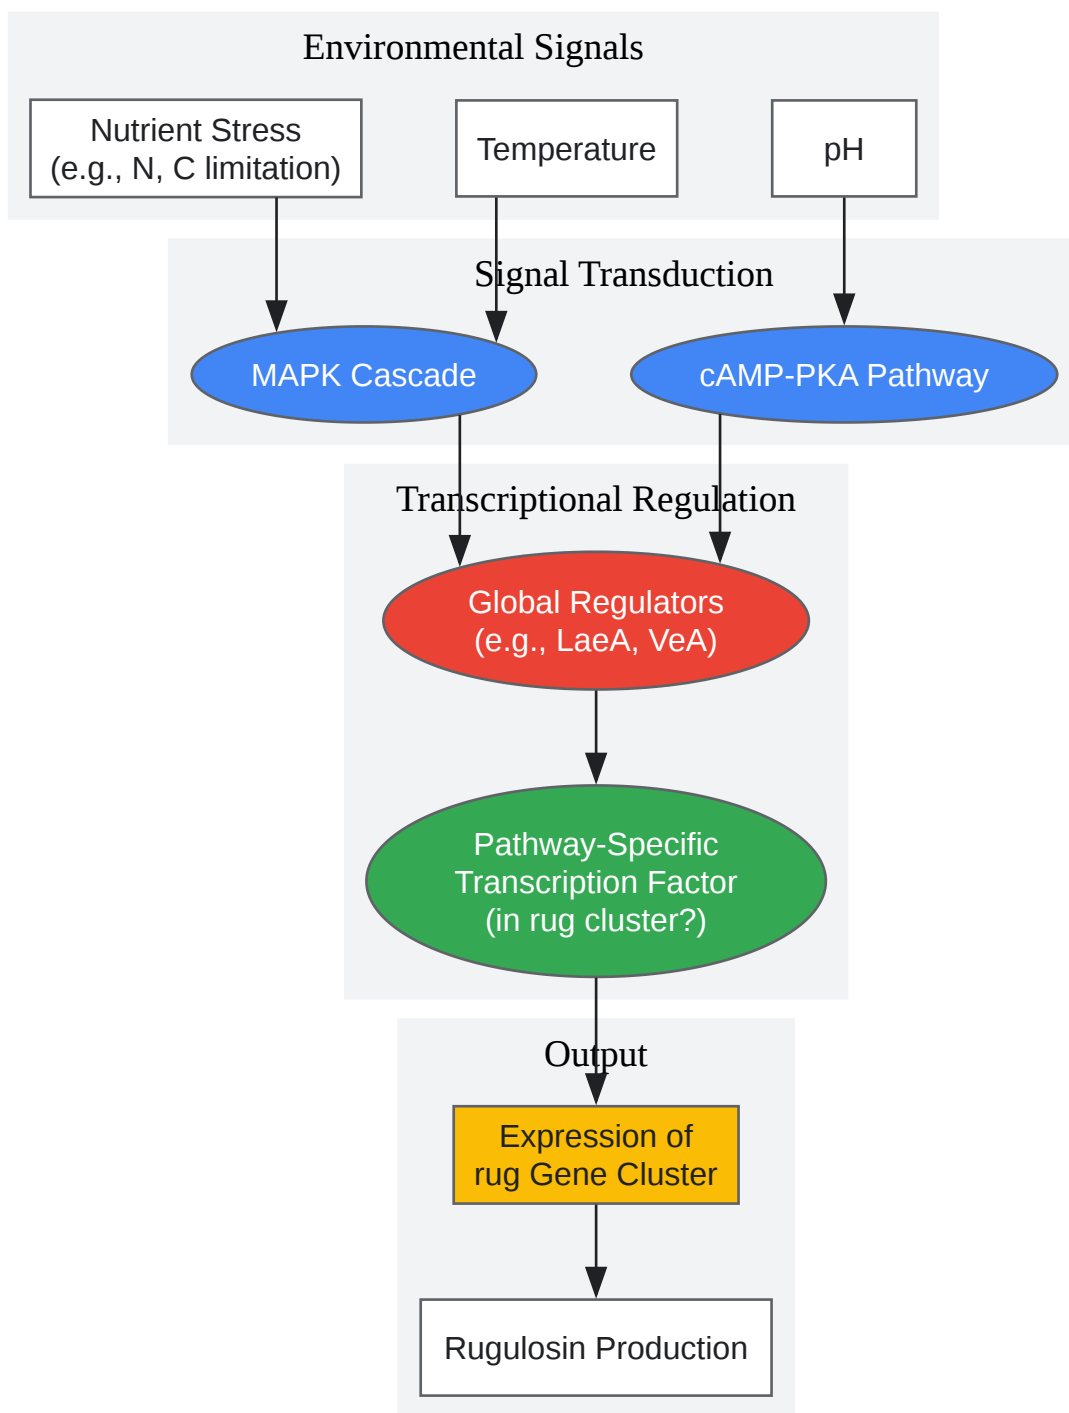 Environmental Signals
Nutrient Stress
(e.g., N, C limitation)
Temperature
pH
Signal Transduction
MAPK Cascade
cAMP-PKA Pathway
Transcriptional Regulation
Global Regulators
(e.g., LaeA, VeA)
Pathway-Specific
Transcription Factor
(in rug cluster?)
Output
Expression of
rug Gene Cluster
Rugulosin Production